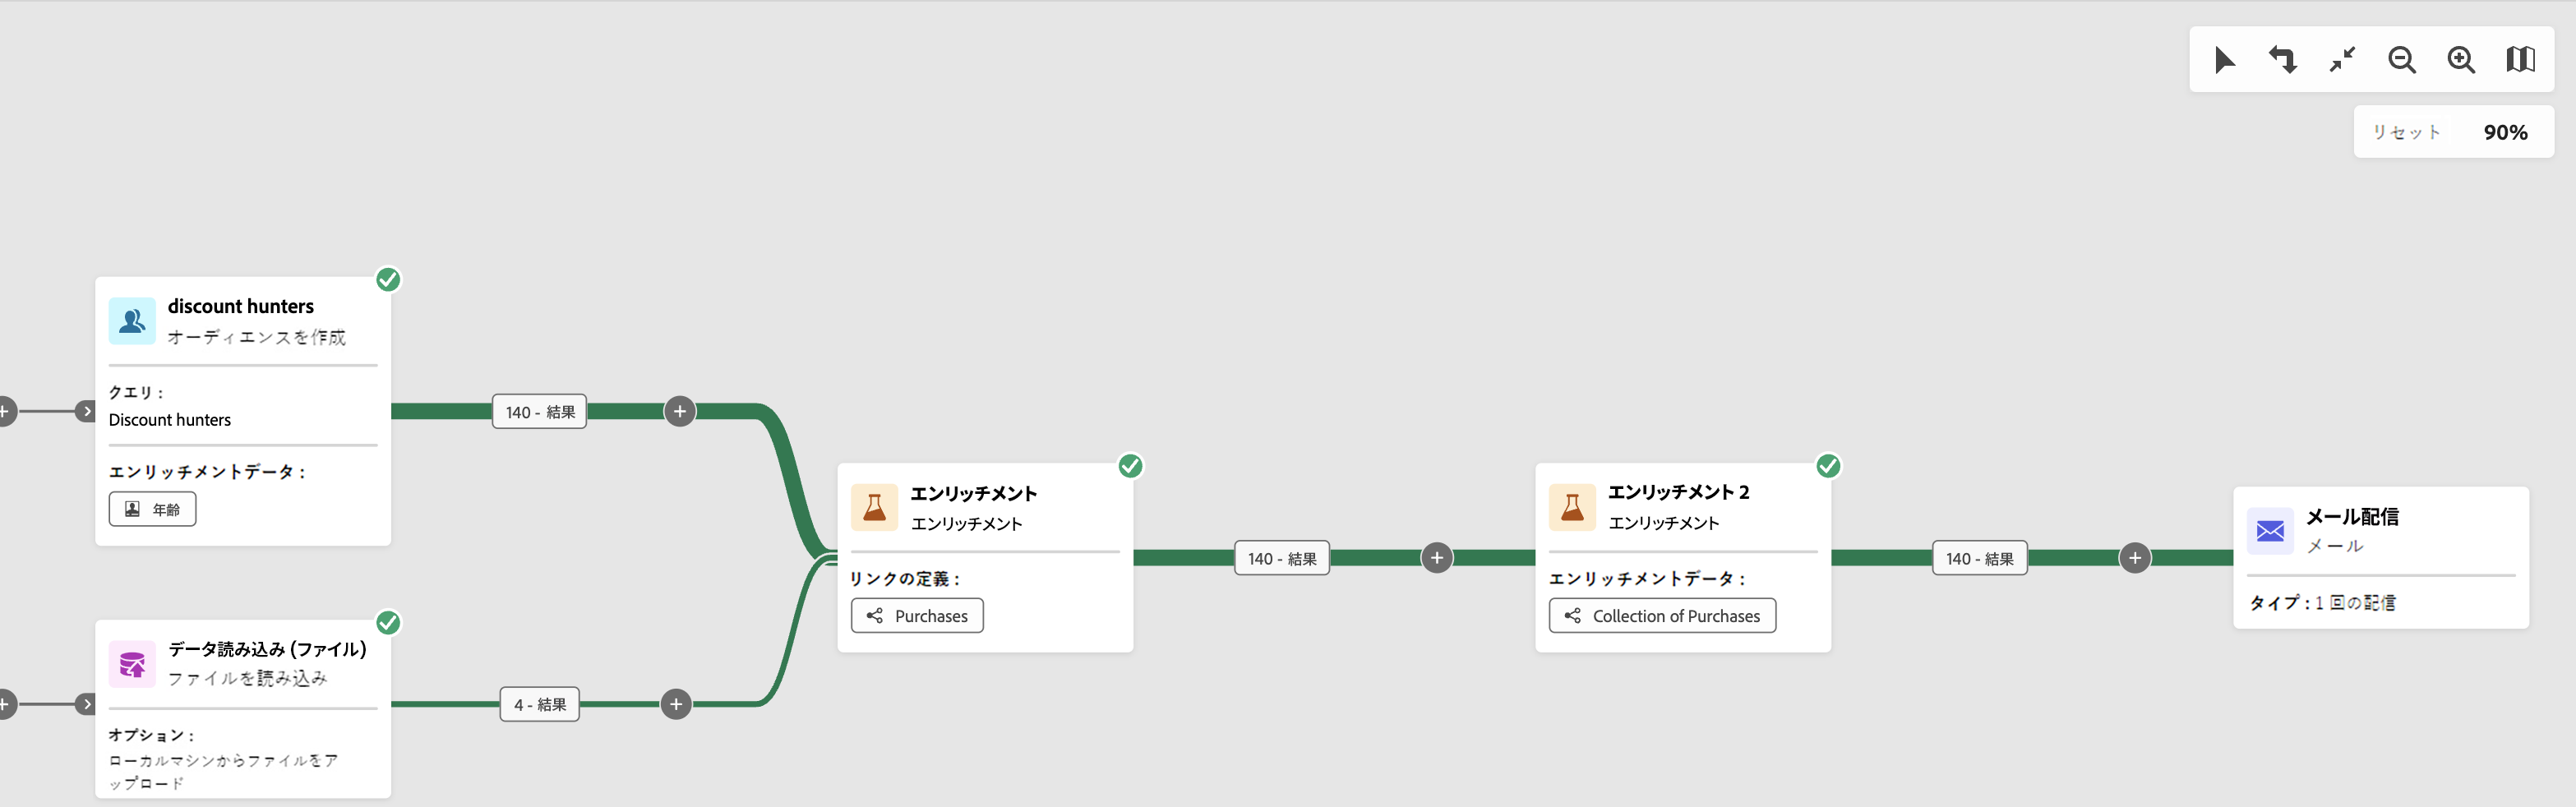 リセット 90%
discount hunters
オーディエンスを作成
クエリ :
Discount hunters
エンリッチメントデータ :
年齢
140 - 結果
データ読み込み (ファイル)
ファイルを読み込み
オプション :
ローカルマシンからファイルをア
ップロード
4 - 結果
エンリッチメント
エンリッチメント
リンクの定義 :
Purchases
140 - 結果
エンリッチメント 2
エンリッチメント
エンリッチメントデータ :
Collection of Purchases
140 - 結果
メール配信
メール
タイプ : 1 回の配信